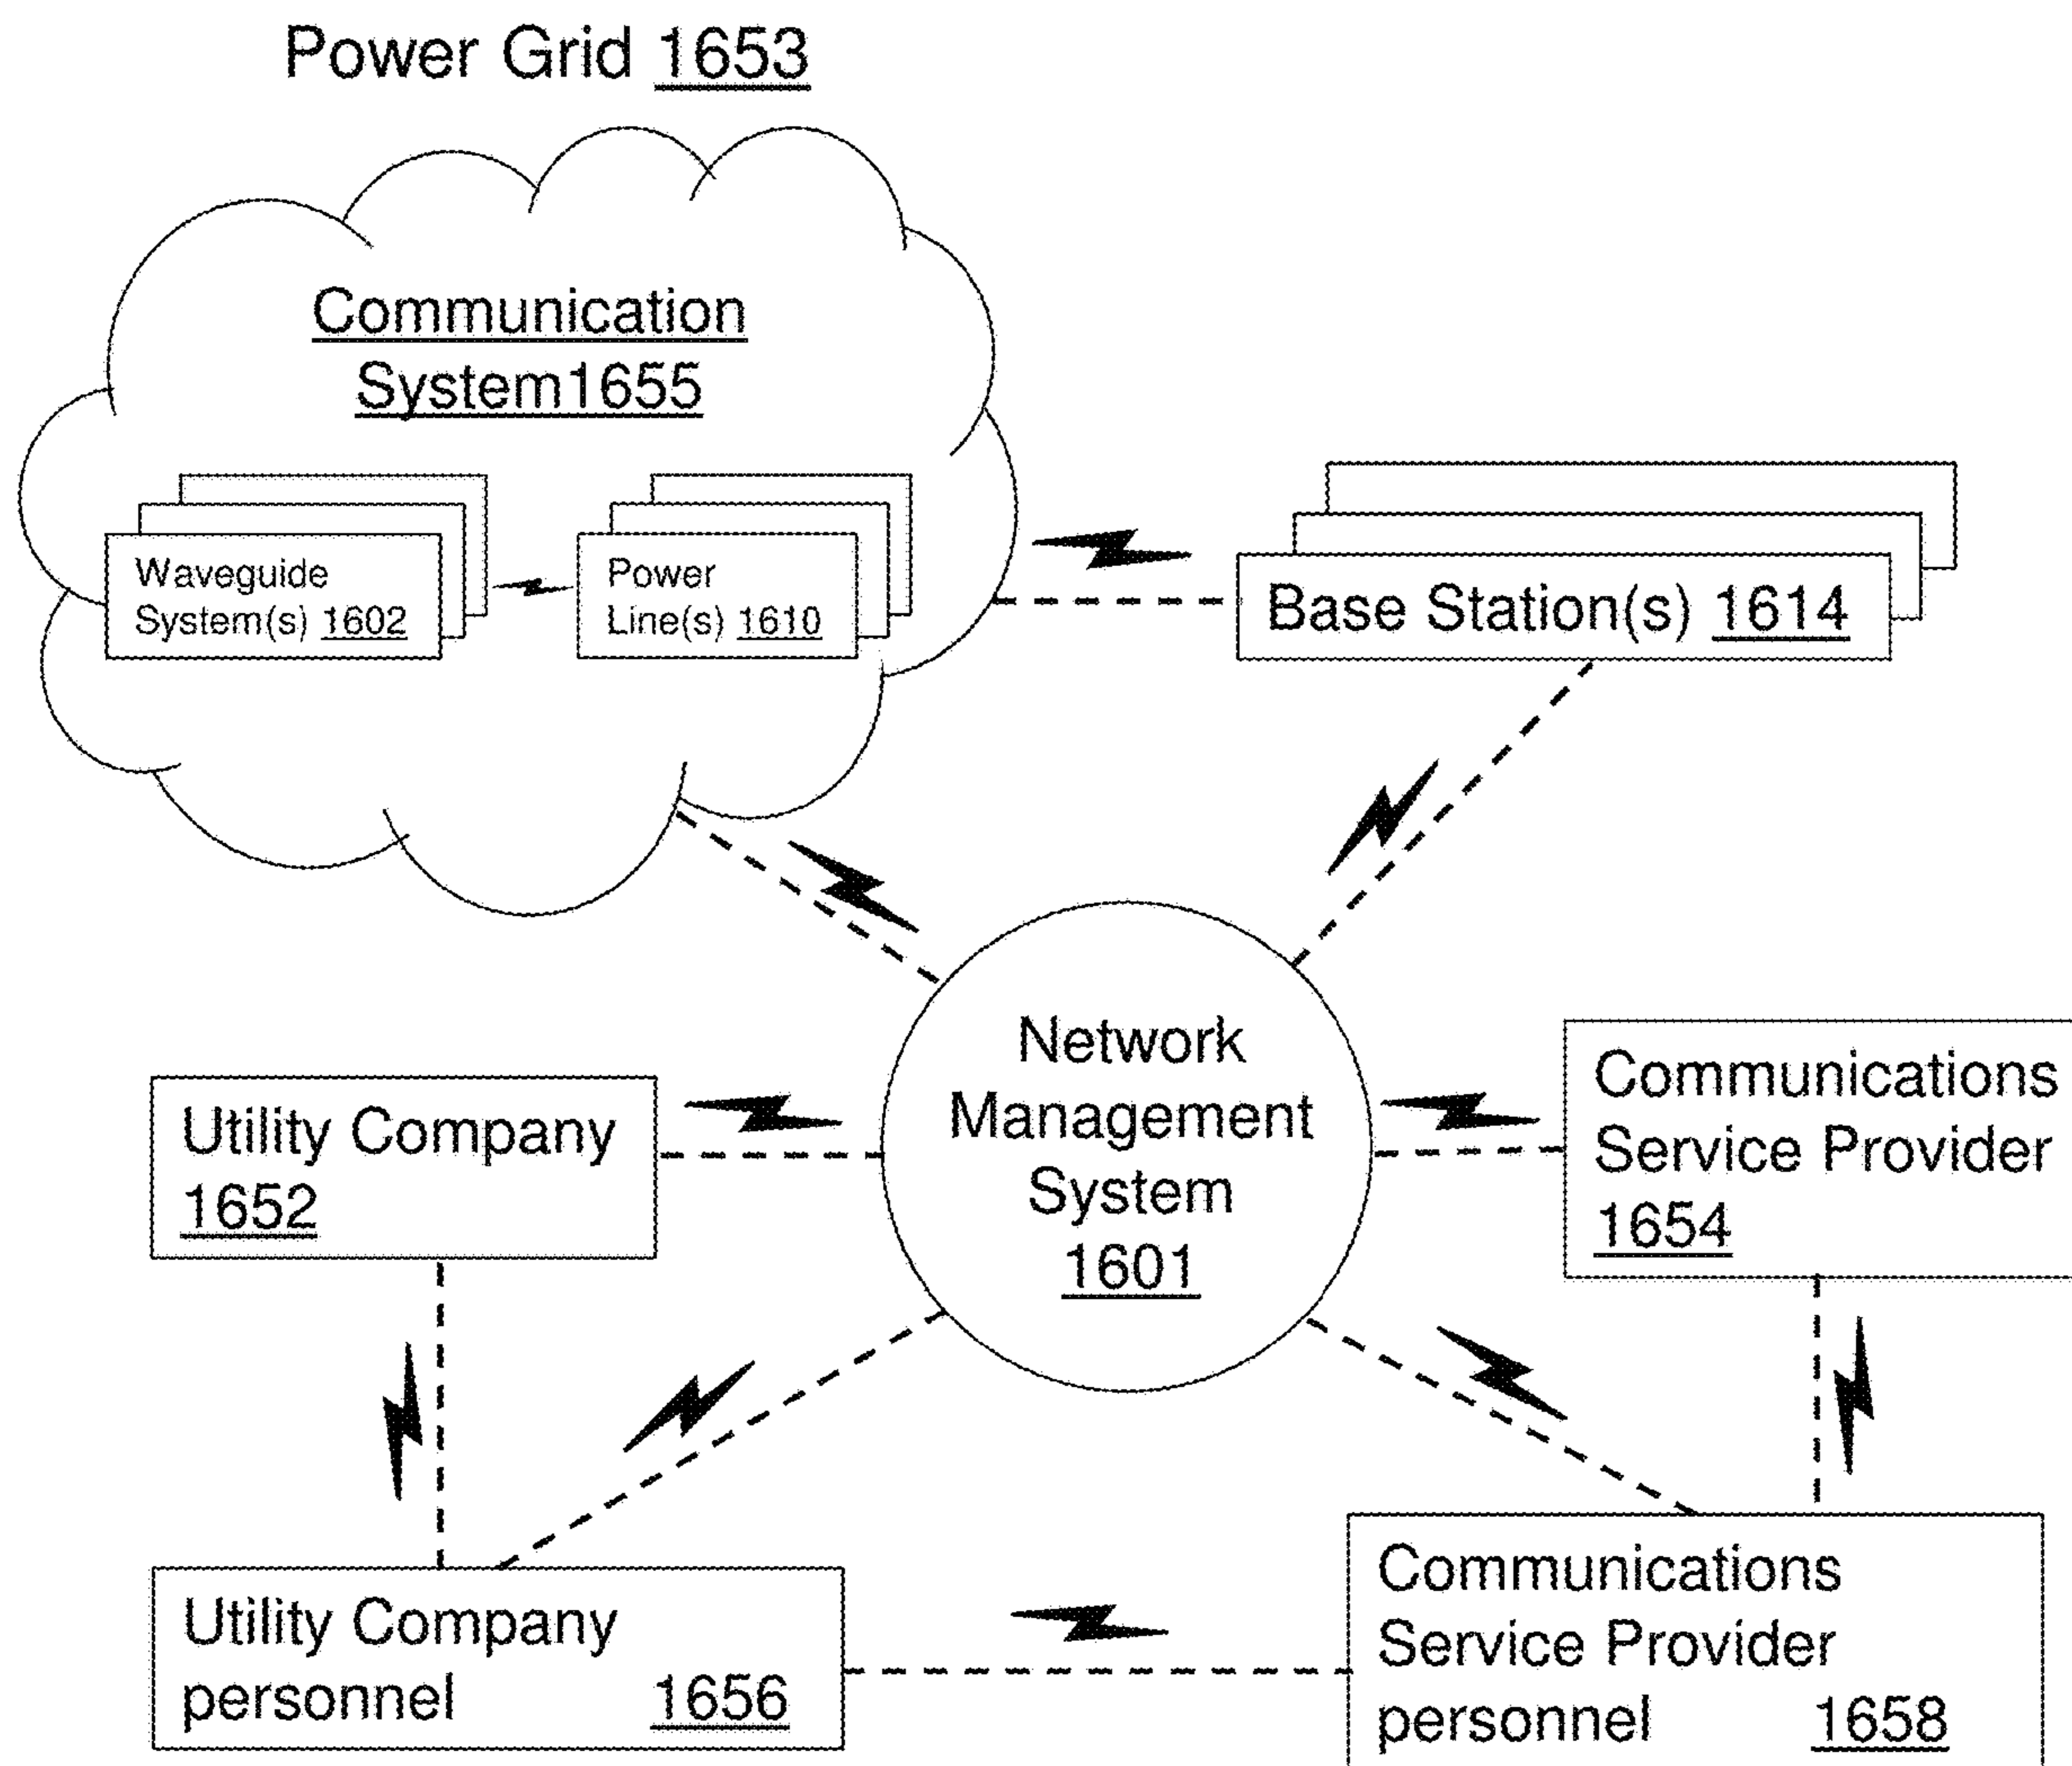 Power Grid 1653
Communication
System1655
Waveguide
System(s) 1602
Power
Line(s) 1610
Base Station(s) 1614
Network
Management
System
1601
Utility Company
1652
Communications
Service Provider
1654
Utility Company
personnel 1656
Communications
Service Provider
personnel 1658